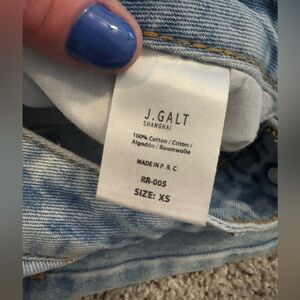 J.GALT
SHANGHAI
100% Cotton / Coton /
Algodón / Baumwolle
MADE IN P. R. C
RR-005
SIZE: XS